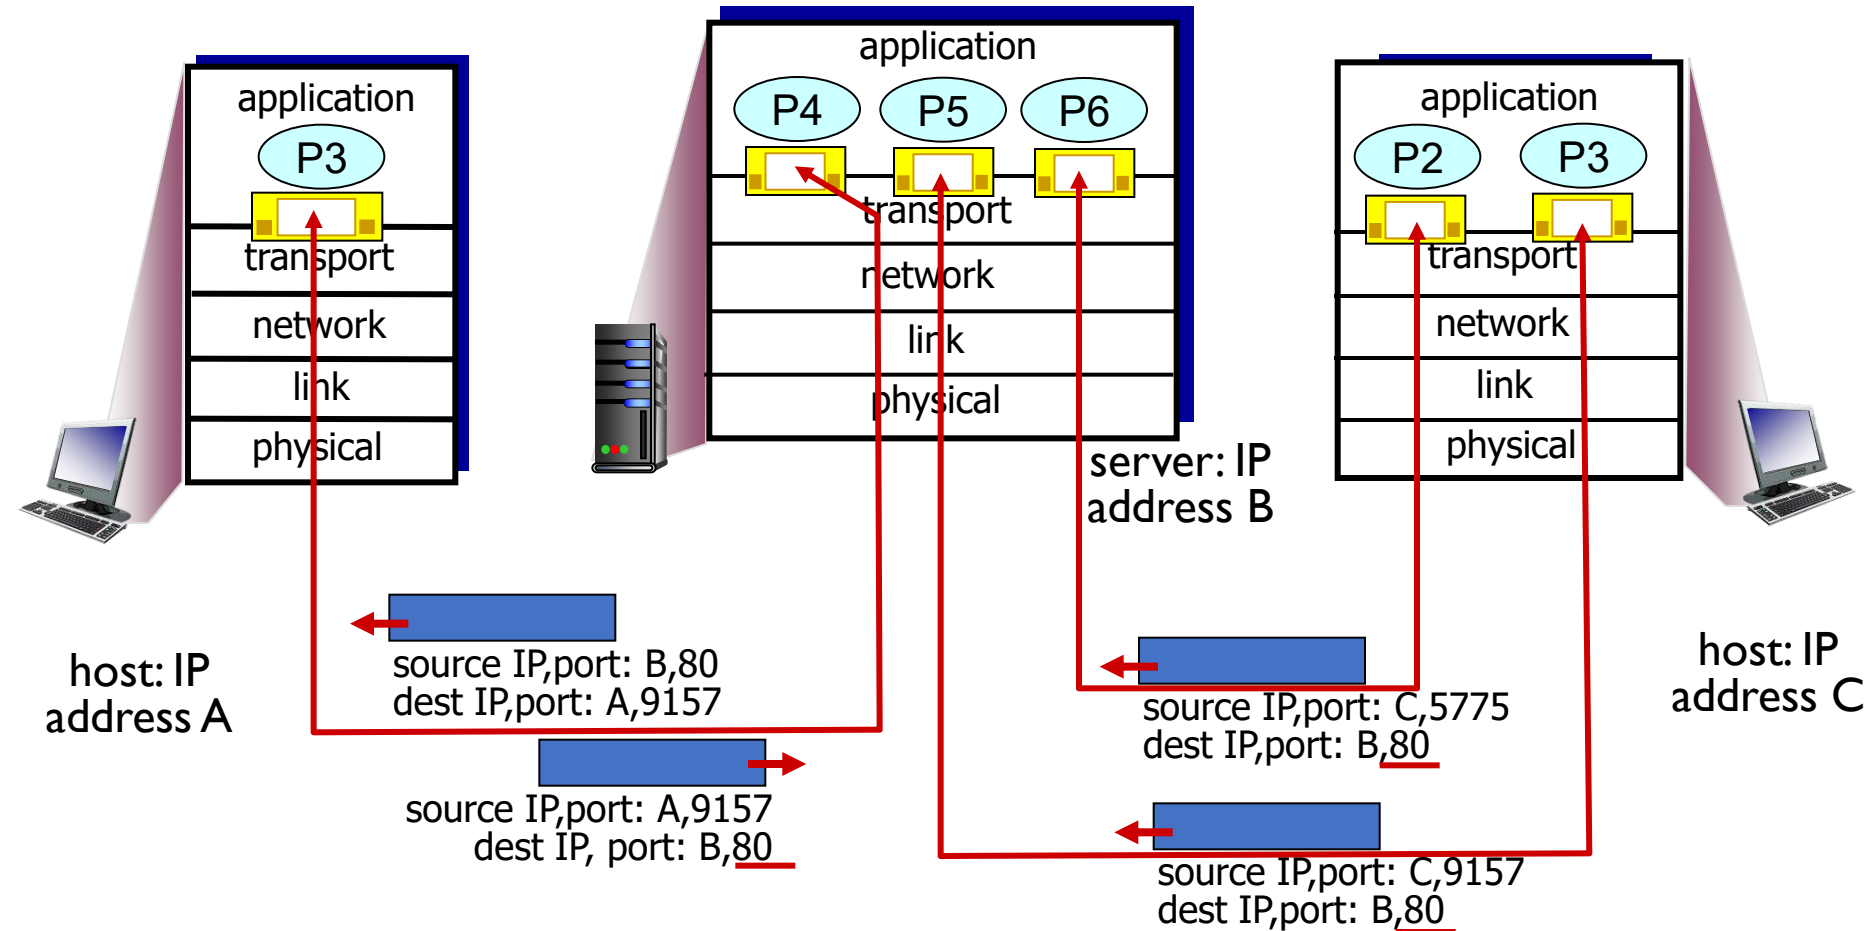 application
P3
transport
network
link
physical
host: IP
address A
application
P4 P5 P6
transport
network
link
physical
server: IP
address B
application
P2 P3
transport
network
link
physical
host: IP
address C
source IP,port: B,80
dest IP,port: A,9157
source IP,port: A,9157
dest IP, port: B,80
source IP,port: C,5775
dest IP,port: B,80
source IP,port: C,9157
dest IP,port: B,80